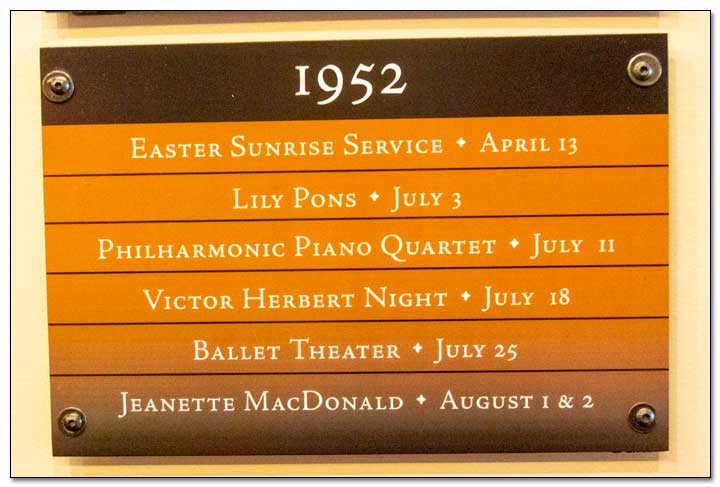 1952
Easter Sunrise Service ✦ April 13
Lily Pons ✦ July 3
Philharmonic Piano Quartet ✦ July 11
Victor Herbert Night ✦ July 18
Ballet Theater ✦ July 25
Jeanette MacDonald ✦ August 1 & 2